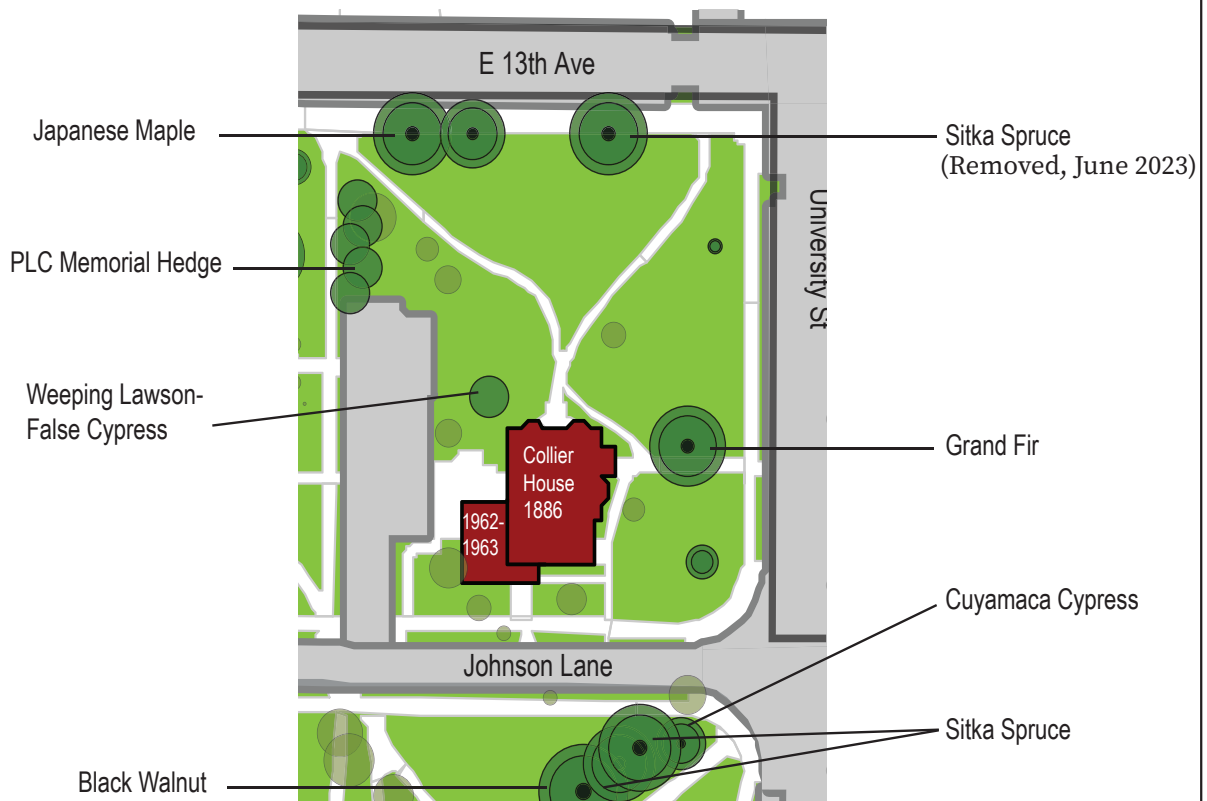 E 13th Ave
Japanese Maple
Sitka Spruce
(Removed, June 2023)
University St
PLC Memorial Hedge
Weeping Lawson-
False Cypress
Collier
House
1886
Grand Fir
1962-
1963
Cuyamaca Cypress
Johnson Lane
Sitka Spruce
Black Walnut